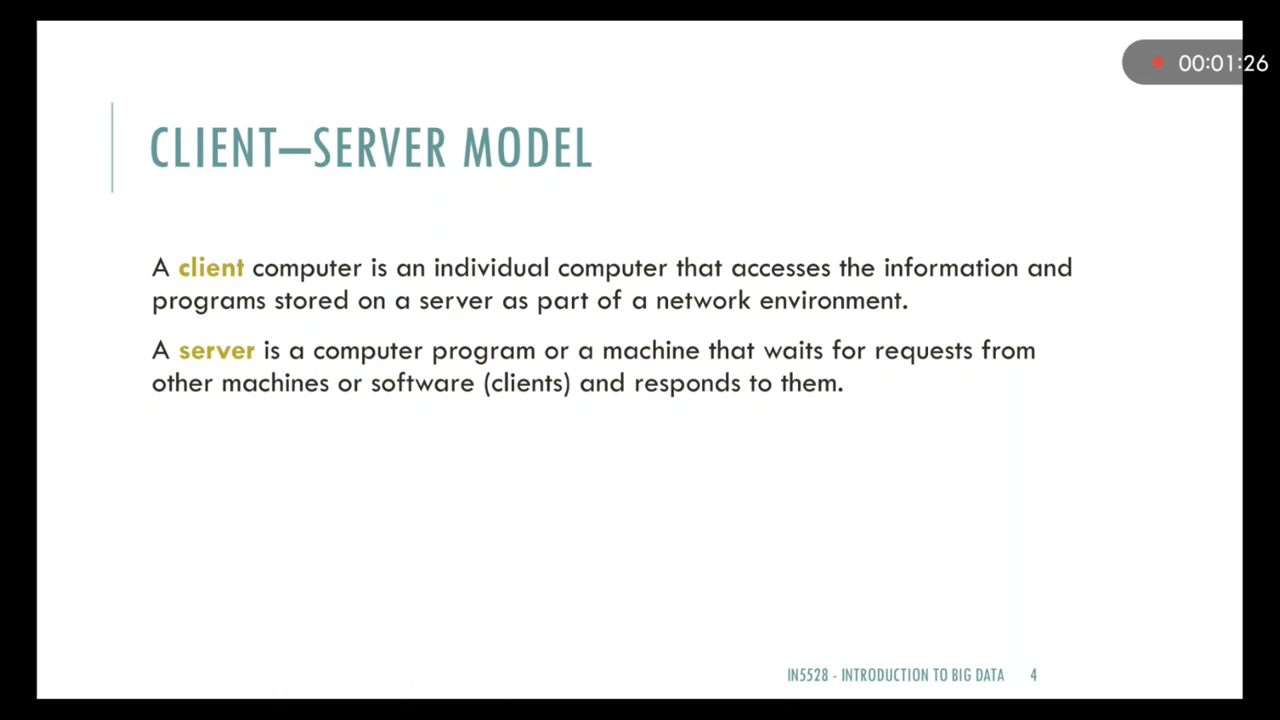 00:01:26
CLIENT—SERVER MODEL
A client computer is an individual computer that accesses the information and
programs stored on a server as part of a network environment.
A server is a computer program or a machine that waits for requests from
other machines or software (clients) and responds to them.
IN5528 - INTRODUCTION TO BIG DATA 4